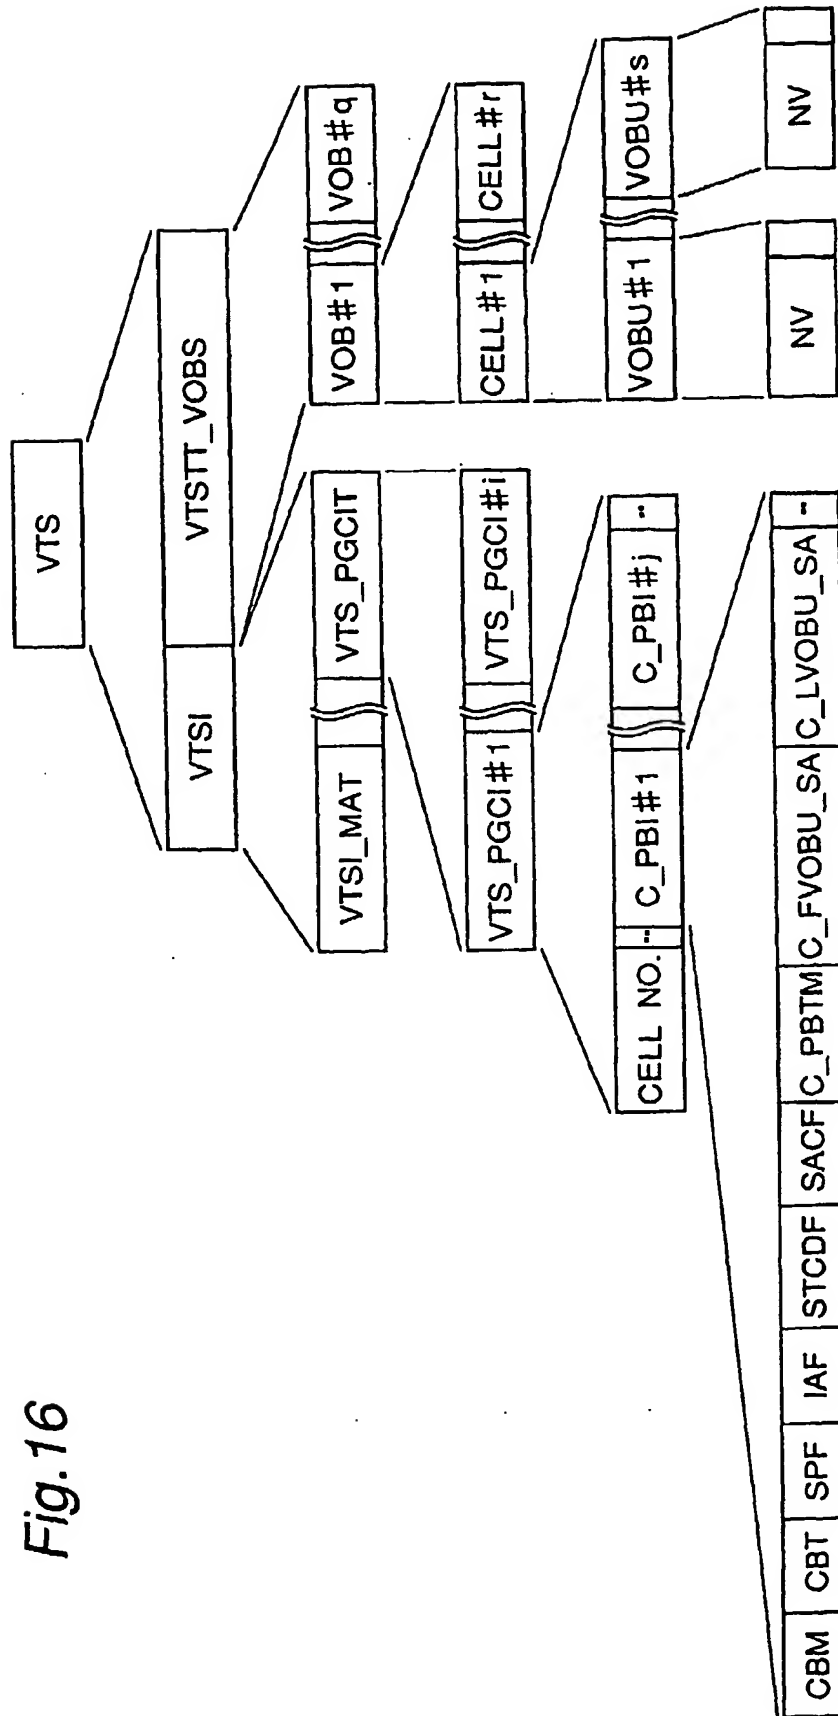 Fig.16
VTS
VTSI VTSTT_VOBS
VTSI_MAT VTS_PGCIT VOB#1 VOB#q
VTS_PGCI#1 VTS_PGCI#i CELL#1 CELL#r
CELL NO. -- C_PBI#1 C_PBI#j -- VOBU#1 VOBU#s
CBM CBT SPF IAF STCDF SACF C_PBTM C_FVOBU_SA C_LVOBU_SA -- NV NV